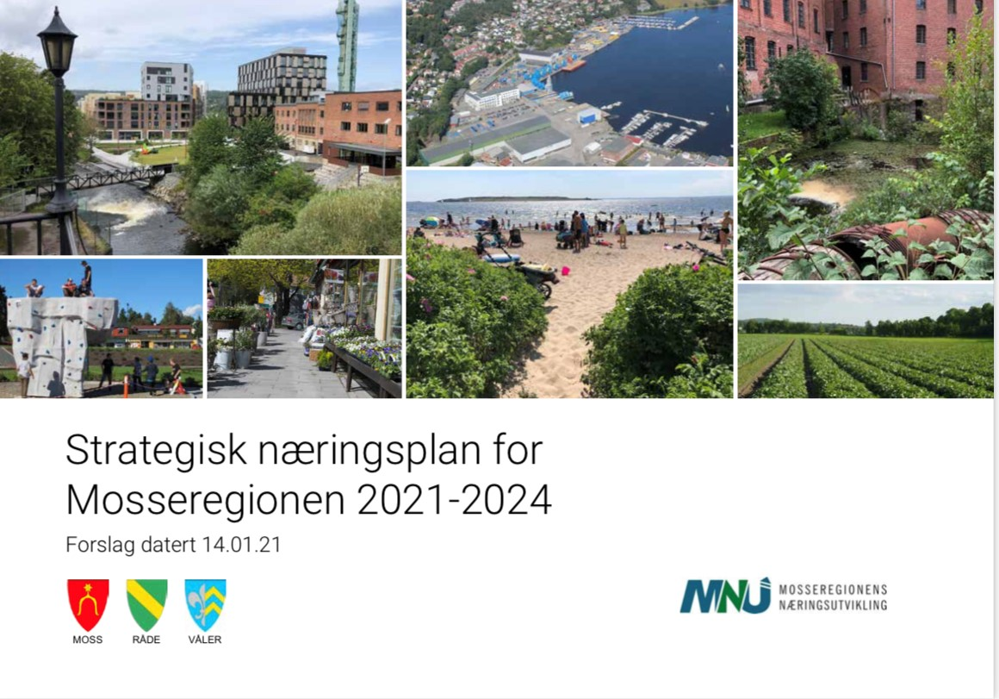 Strategisk næringsplan for
Mosseregionen 2021-2024
Forslag datert 14.01.21
MOSS RÅDE VÅLER
MNU MOSSEREGIONENS
NÆRINGSUTVIKLING